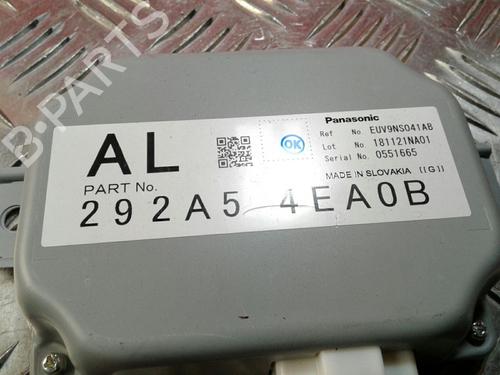 B-PARTS
Panasonic
Ref No. EUV9NS041AB
Lot No. 181121NA01
Serial No. 0551665
MADE IN SLOVAKIA (IG1)
OK
AL
PART No.
292A5 4EA0B